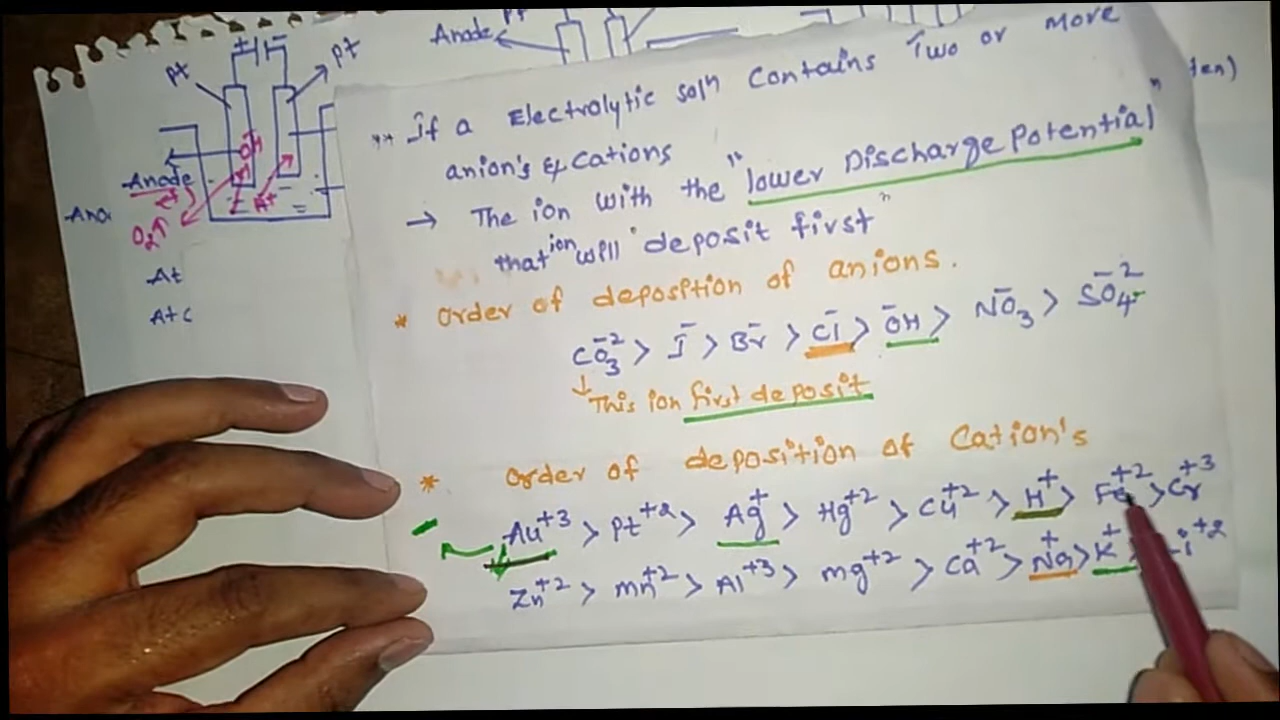 Anode
pt
pt
OH
Anode
O₂↑
At
At c
ten)
** If a Electrolytic solⁿ Contains Two or more
anion's & Cations
→ The ion with the "lower Discharge Potential"
that ion will deposit first"
* Order of deposition of anions.
CO₃⁻² > I⁻ > Br⁻ > Cl⁻ > OH⁻ > NO₃⁻ > SO₄⁻²
↓ This ion first deposit
* Order of deposition of Cation's
Au⁺³ > Pt⁺² > Ag⁺ > Hg⁺² > Cu⁺² > H⁺ > Fe⁺² > Cr⁺³
Zn⁺² > Mn⁺² > Al⁺³ > mg⁺² > Ca⁺² > Na⁺ > K⁺